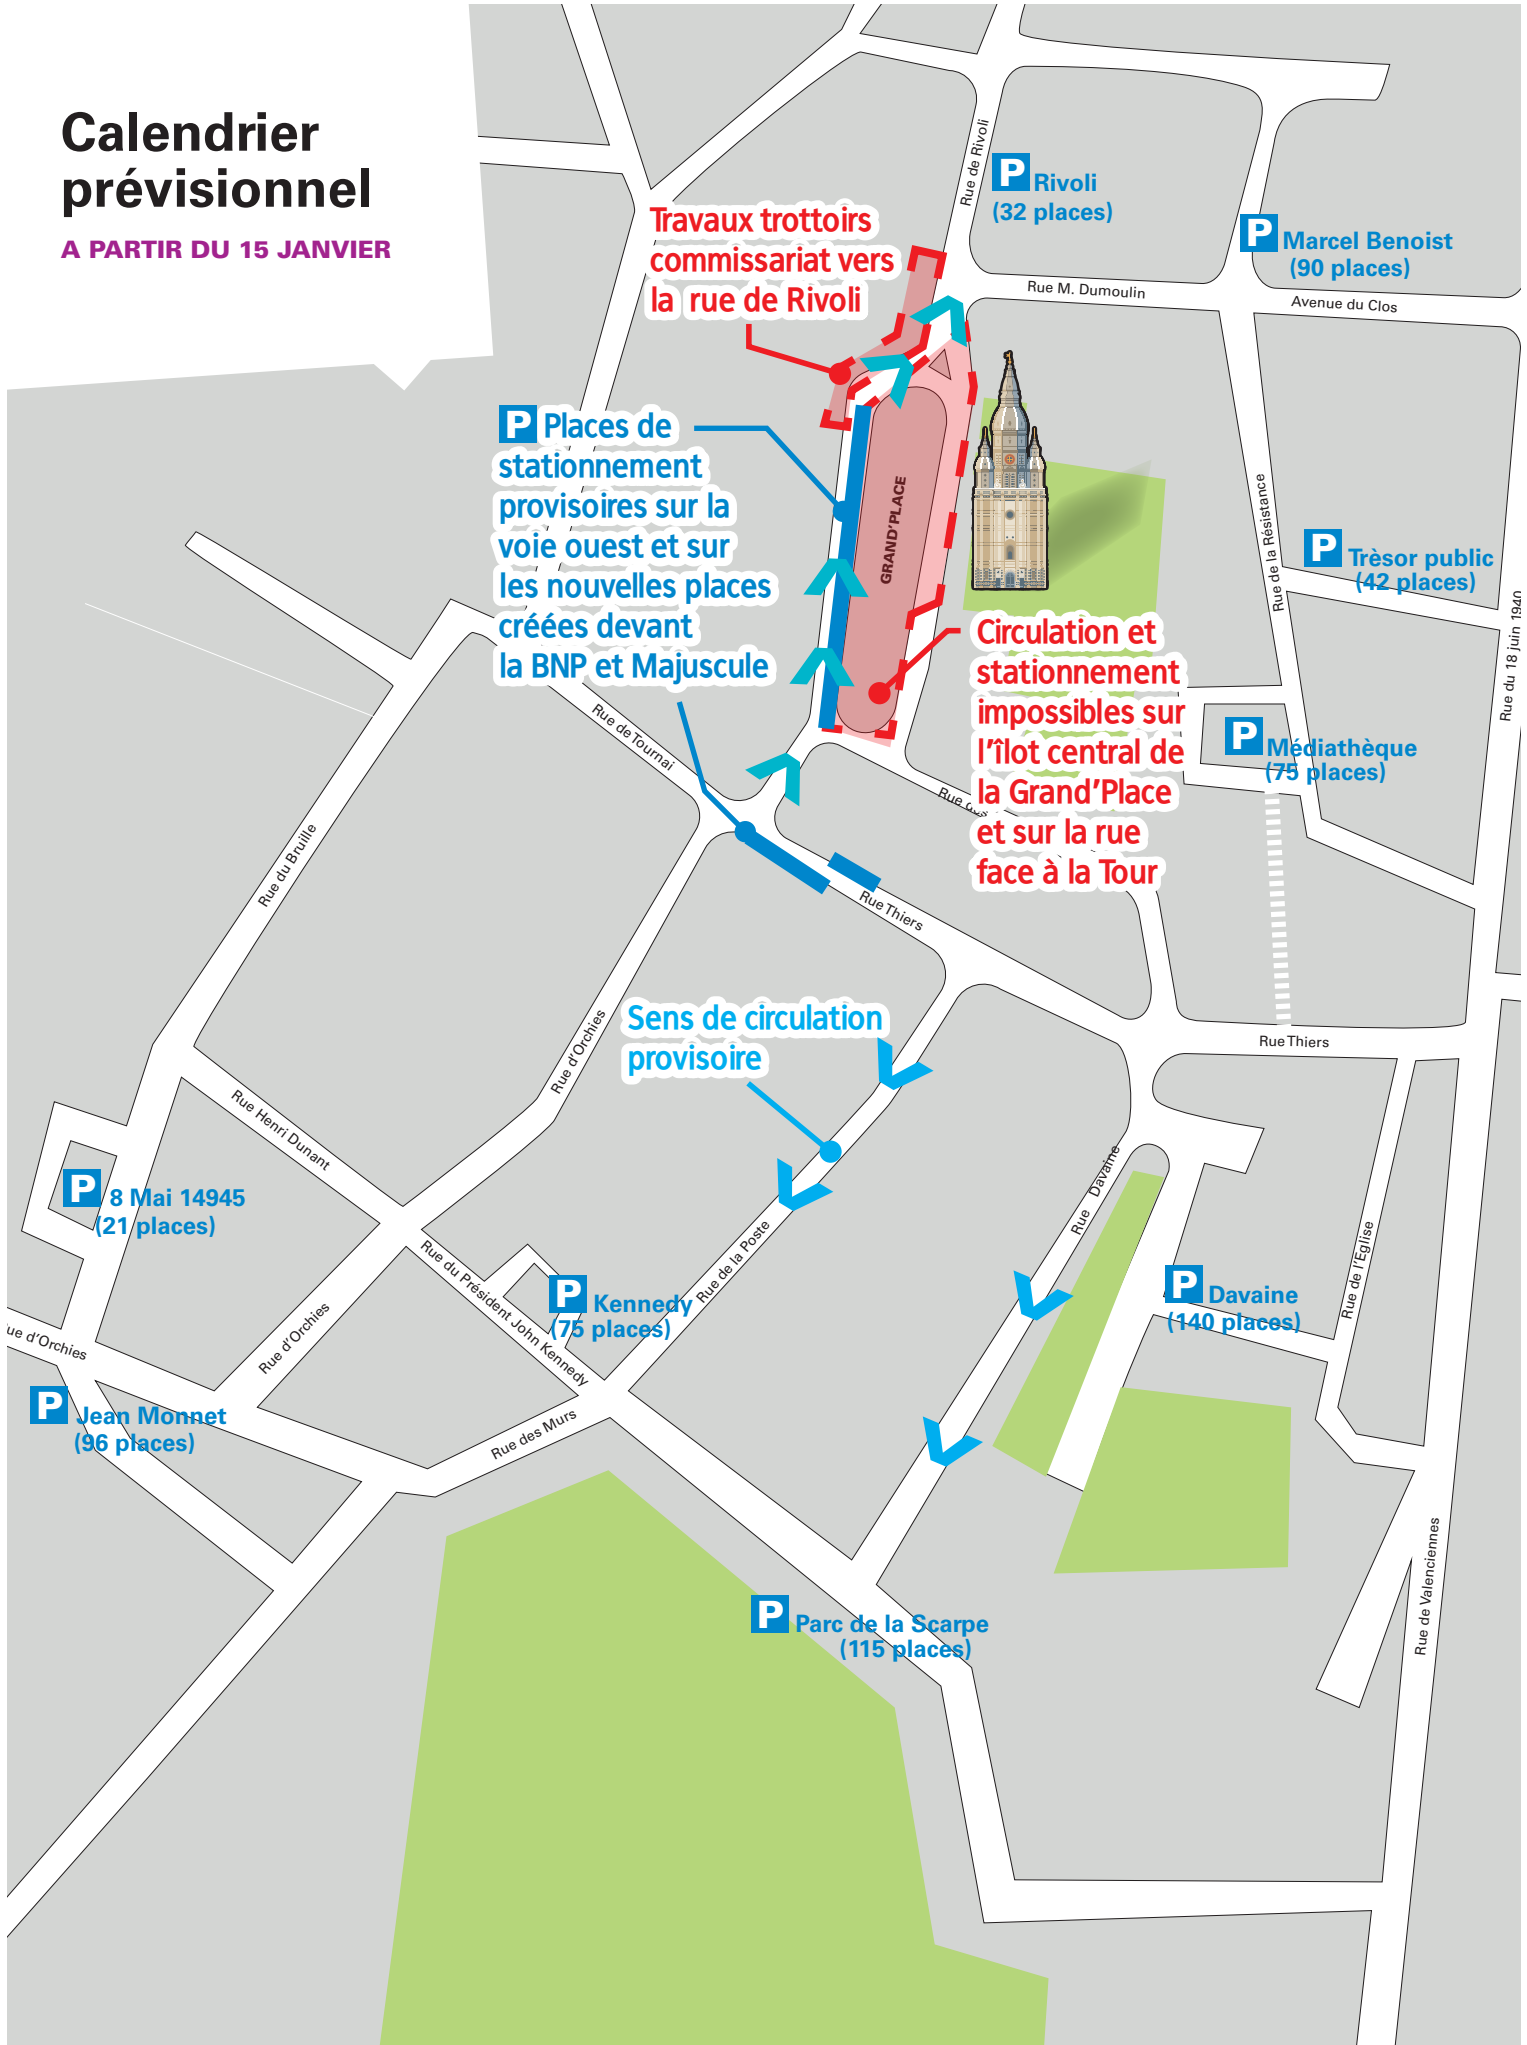 Calendrier
prévisionnel
A PARTIR DU 15 JANVIER
Rue de Rivoli
P Rivoli
(32 places)
P Marcel Benoist
(90 places)
Travaux trottoirs
commissariat vers
la rue de Rivoli
Rue M. Dumoulin
Avenue du Clos
P Places de
stationnement
provisoires sur la
voie ouest et sur
les nouvelles places
créées devant
la BNP et Majuscule
GRAND'PLACE
Rue de la Résistance
P Trèsor public
(42 places)
Rue du 18 juin 1940
Circulation et
stationnement
impossibles sur
l'îlot central de
la Grand'Place
et sur la rue
face à la Tour
P Médiathèque
(75 places)
Rue de Tournai
Rue
Rue du Bruille
Rue Thiers
Sens de circulation
provisoire
Rue d'Orchies
Rue Thiers
Rue Henri Dunant
P 8 Mai 14945
(21 places)
Rue Davaine
Rue de la Poste
Rue du Président John Kennedy
P Kennedy
(75 places)
P Davaine
(140 places)
Rue de l'Eglise
ue d'Orchies
Rue d'Orchies
P Jean Monnet
(96 places)
Rue des Murs
Rue de Valenciennes
P Parc de la Scarpe
(115 places)